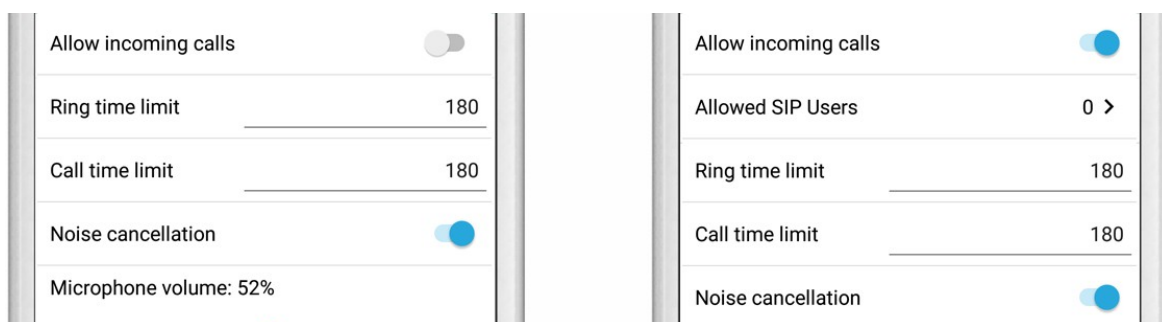 Allow incoming calls
Ring time limit 180
Call time limit 180
Noise cancellation
Microphone volume: 52%
Allow incoming calls
Allowed SIP Users 0 >
Ring time limit 180
Call time limit 180
Noise cancellation